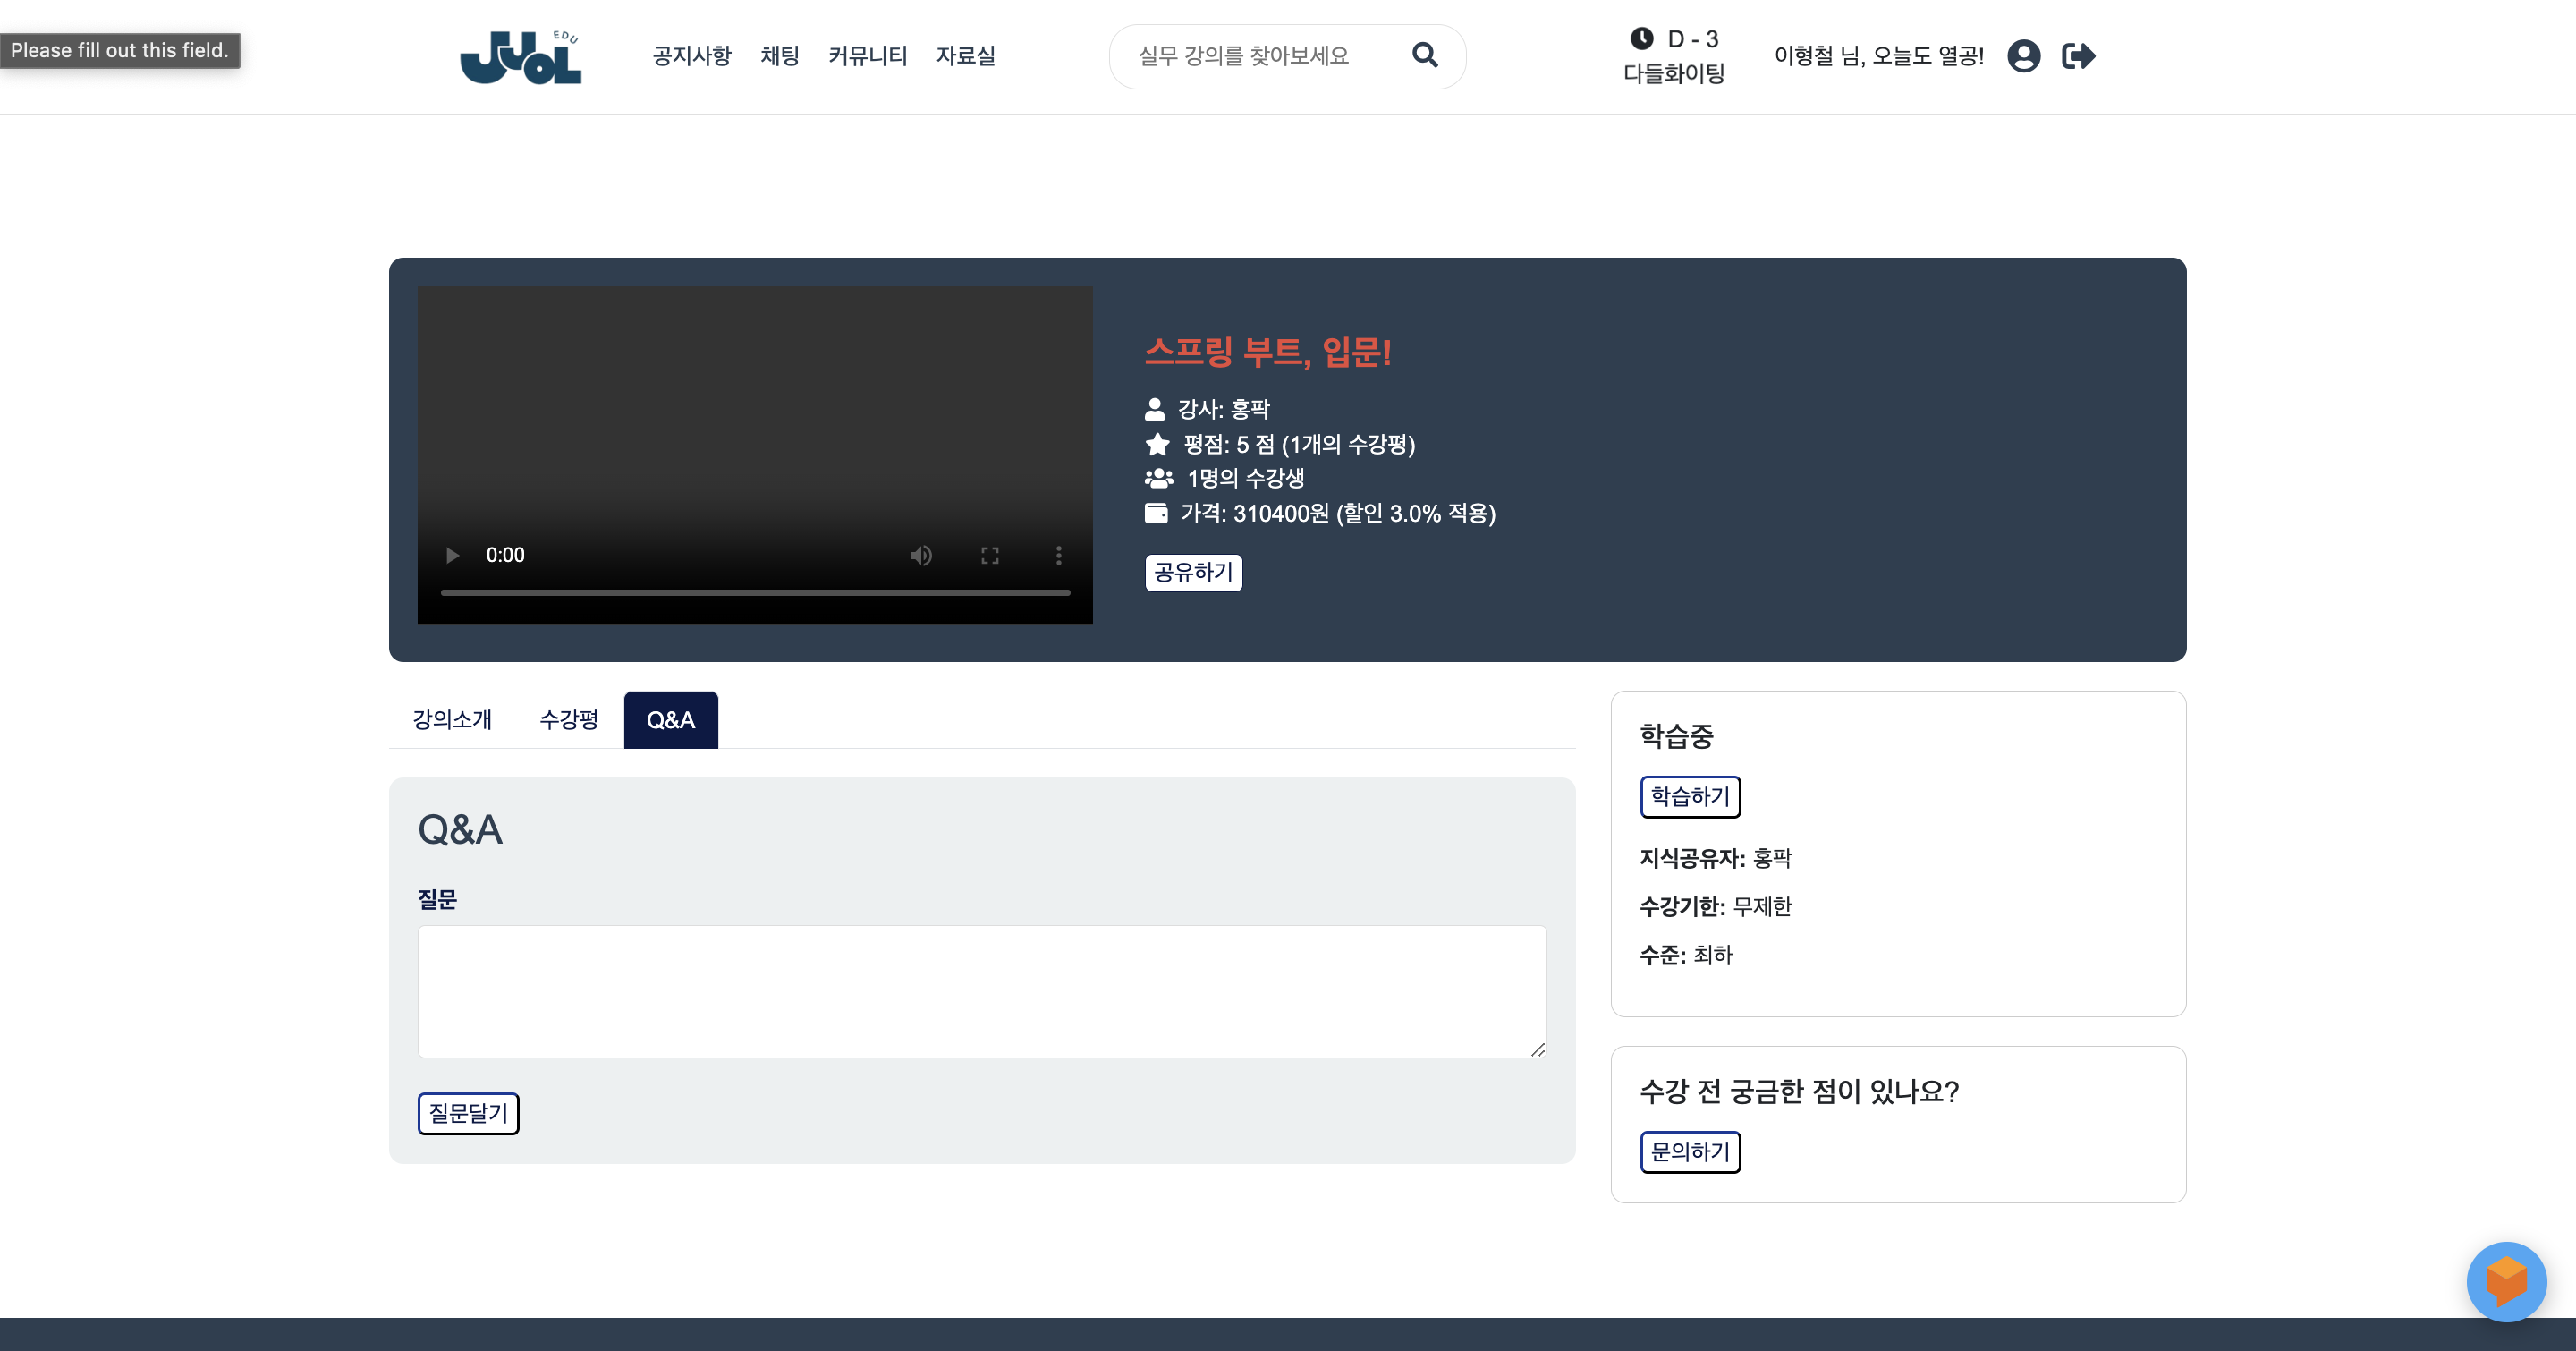 Please fill out this field.
JUOL EDU
공지사항 채팅 커뮤니티 자료실
실무 강의를 찾아보세요
D - 3
다들화이팅
이형철 님, 오늘도 열공!
스프링 부트, 입문!
강사: 홍팍
평점: 5 점 (1개의 수강평)
1명의 수강생
가격: 310400원 (할인 3.0% 적용)
0:00
공유하기
강의소개 수강평 Q&A
Q&A
질문
질문달기
학습중
학습하기
지식공유자: 홍팍
수강기한: 무제한
수준: 최하
수강 전 궁금한 점이 있나요?
문의하기